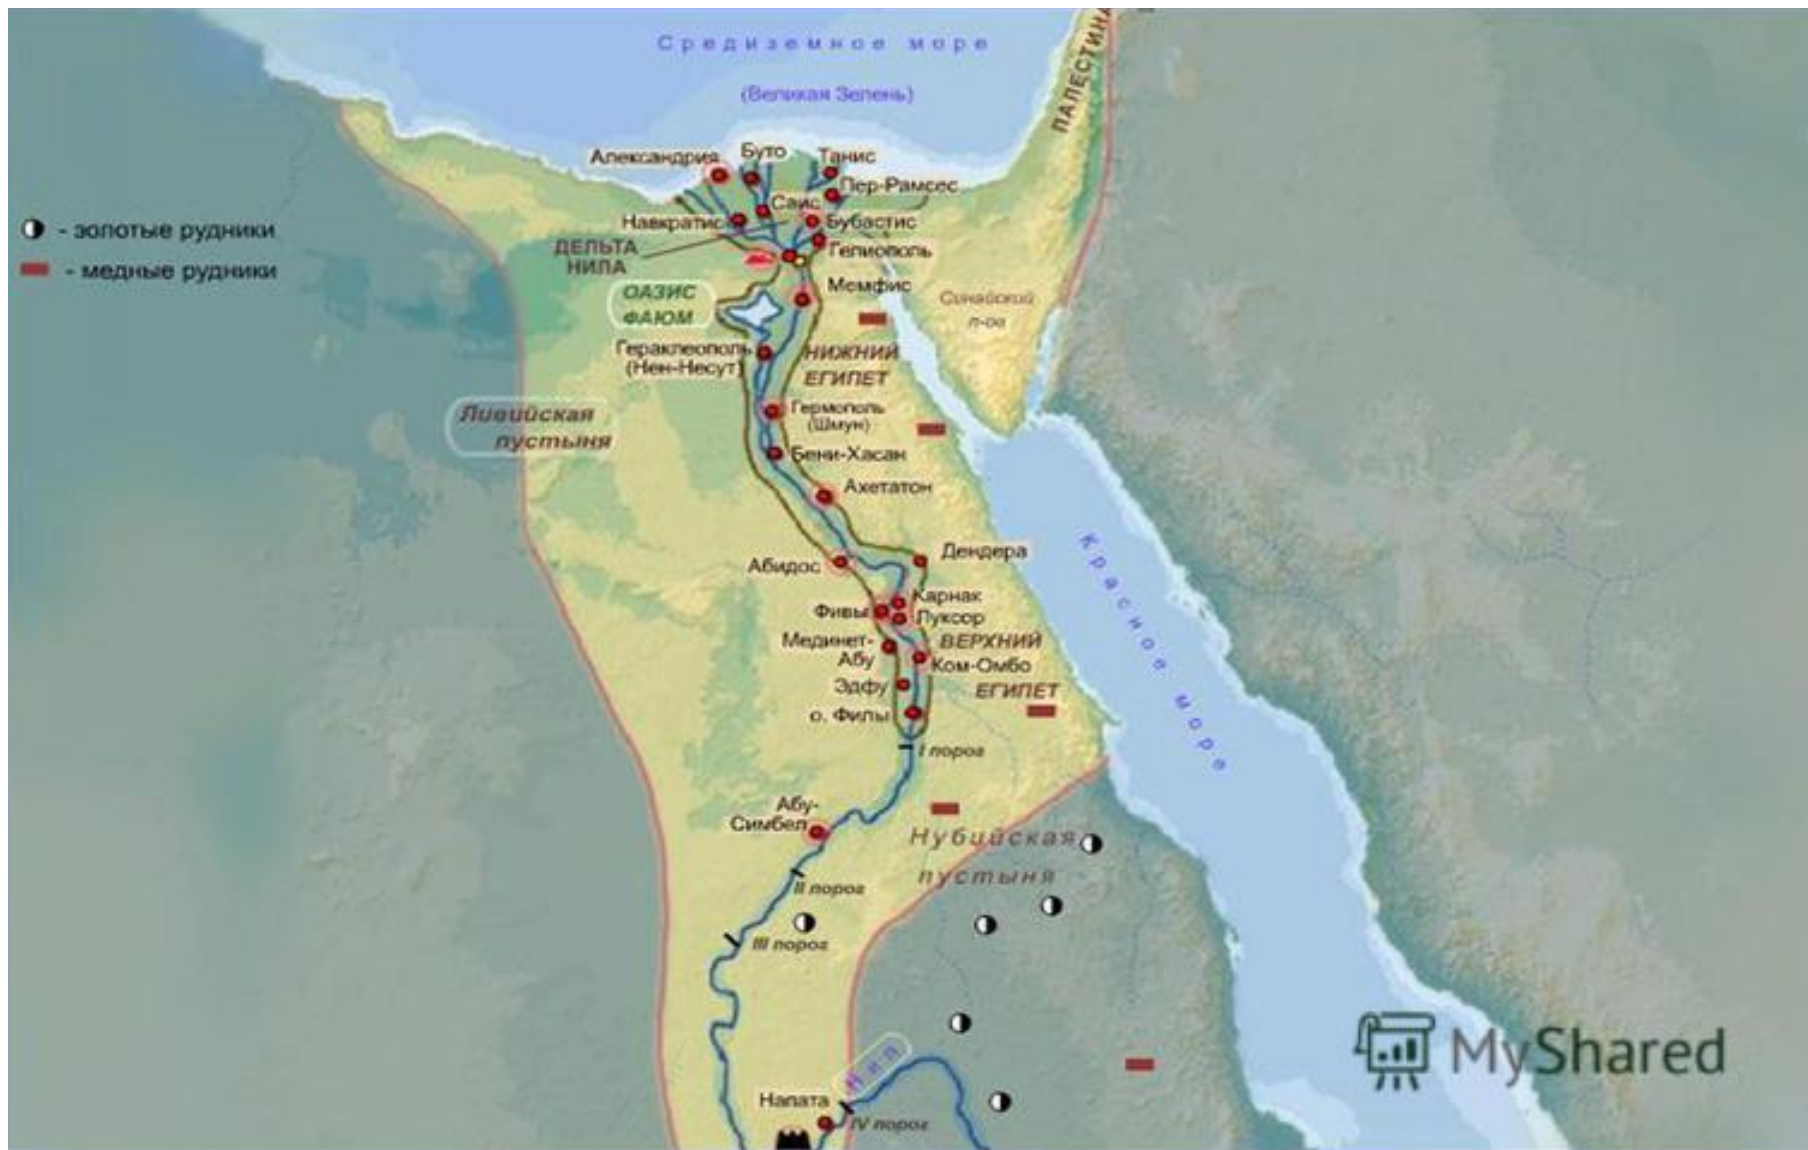 Средиземное море
(Великая Зелень)
ПАЛЕСТИНА
Александрия
Буто
Танис
Пер-Рамсес
Саис
Навкратис
Бубастис
- золотые рудники
ДЕЛЬТА
НИЛА
Гелиополь
- медные рудники
ОАЗИС
ФАЮМ
Мемфис
Синайский
п-ов
Гераклеополь
(Нен-Несут)
НИЖНИЙ
ЕГИПЕТ
Ливийская
пустыня
Гермополь
(Шмун)
Бени-Хасан
Ахетатон
Абидос
Дендера
Красное море
Карнак
Фивы
Луксор
Мединет-
Абу
ВЕРХНИЙ
ЕГИПЕТ
Ком-Омбо
Эдфу
о. Филы
I порог
Абу-
Симбел
Нубийская
пустыня
II порог
III порог
Нил
Напата
IV порог
MyShared